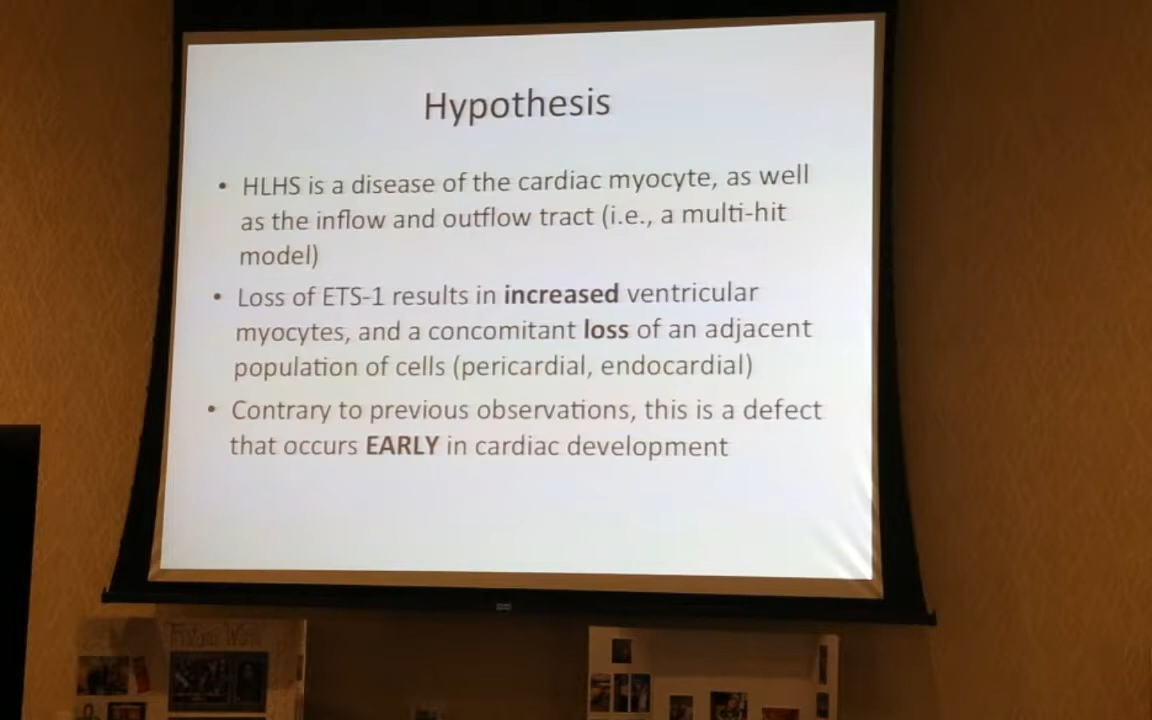 Hypothesis
• HLHS is a disease of the cardiac myocyte, as well
as the inflow and outflow tract (i.e., a multi-hit
model)
• Loss of ETS-1 results in increased ventricular
myocytes, and a concomitant loss of an adjacent
population of cells (pericardial, endocardial)
• Contrary to previous observations, this is a defect
that occurs EARLY in cardiac development